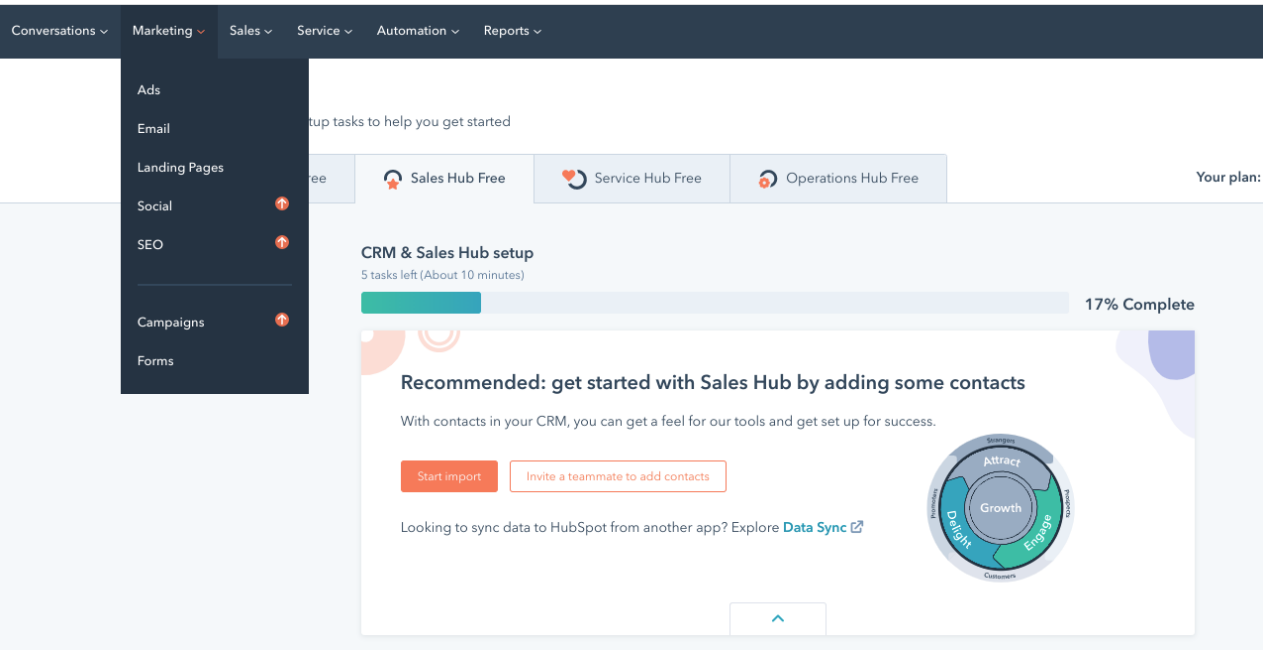 Conversations Marketing Sales Service Automation Reports
Ads
Email
Landing Pages
Social
SEO
Campaigns
Forms
tup tasks to help you get started
ree Sales Hub Free Service Hub Free Operations Hub Free Your plan:
CRM & Sales Hub setup
5 tasks left (About 10 minutes)
17% Complete
Recommended: get started with Sales Hub by adding some contacts
With contacts in your CRM, you can get a feel for our tools and get set up for success.
Start import Invite a teammate to add contacts
Looking to sync data to HubSpot from another app? Explore Data Sync
Strangers
Attract
Promoters
Prospects
Growth
Delight
Engage
Customers